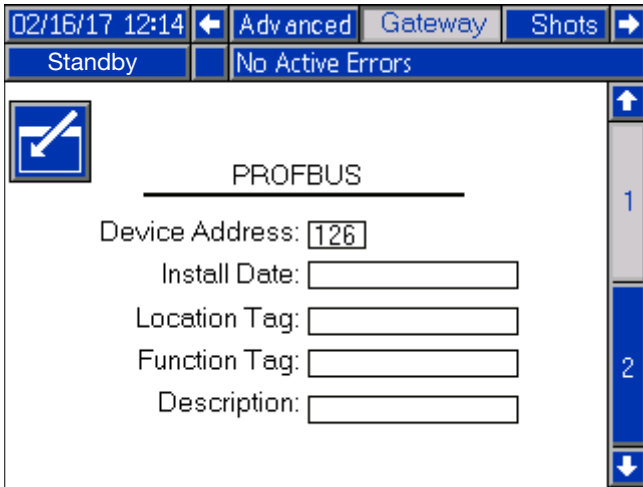 02/16/17 12:14 Advanced Gateway Shots
Standby No Active Errors
PROFBUS
1
Device Address: 126
Install Date:
Location Tag:
Function Tag:
2
Description: